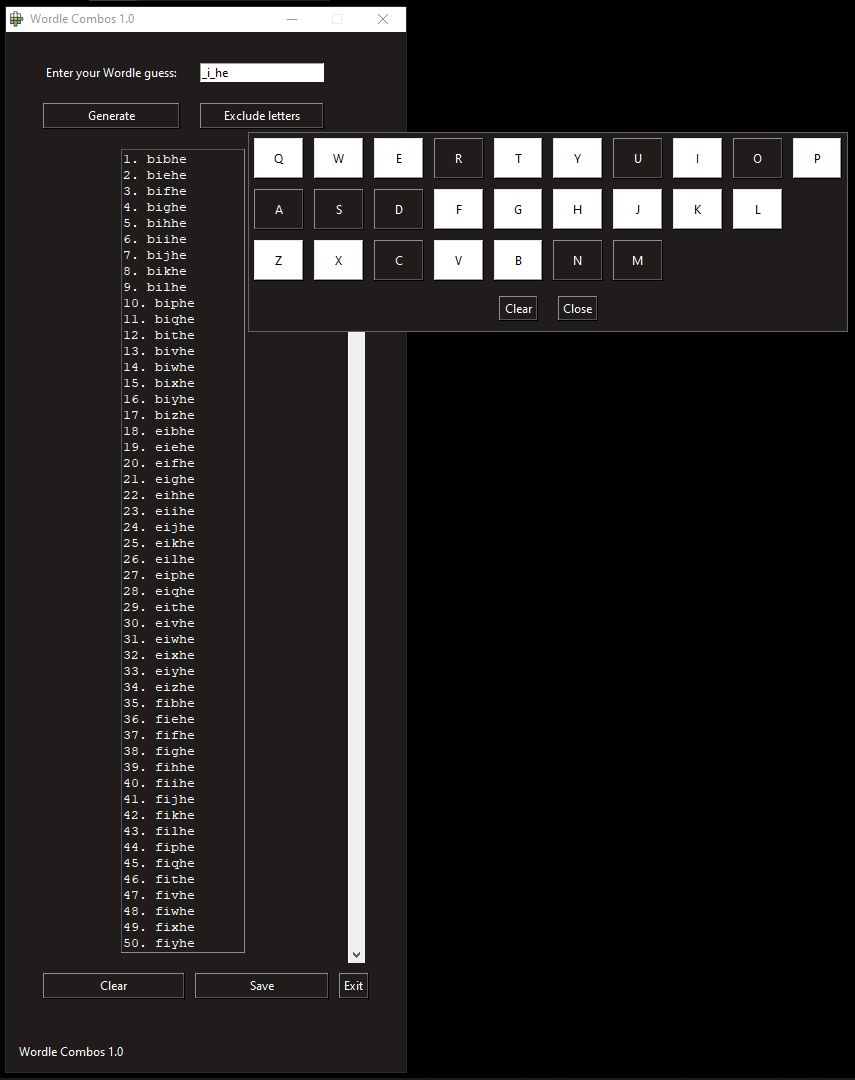 Wordle Combos 1.0
Enter your Wordle guess: _i_he
Generate Exclude letters
Q W E R T Y U I O P
A S D F G H J K L
Z X C V B N M
Clear Close
1. bibhe
2. biehe
3. bifhe
4. bighe
5. bihhe
6. biihe
7. bijhe
8. bikhe
9. bilhe
10. biphe
11. biqhe
12. bithe
13. bivhe
14. biwhe
15. bixhe
16. biyhe
17. bizhe
18. eibhe
19. eiehe
20. eifhe
21. eighe
22. eihhe
23. eiihe
24. eijhe
25. eikhe
26. eilhe
27. eiphe
28. eiqhe
29. eithe
30. eivhe
31. eiwhe
32. eixhe
33. eiyhe
34. eizhe
35. fibhe
36. fiehe
37. fifhe
38. fighe
39. fihhe
40. fiihe
41. fijhe
42. fikhe
43. filhe
44. fiphe
45. fiqhe
46. fithe
47. fivhe
48. fiwhe
49. fixhe
50. fiyhe
Clear Save Exit
Wordle Combos 1.0